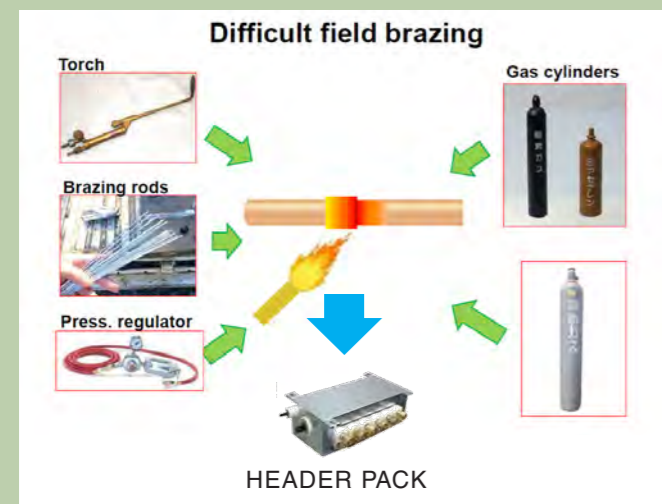 Difficult field brazing
Torch
Gas cylinders
Brazing rods
Press. regulator
HEADER PACK